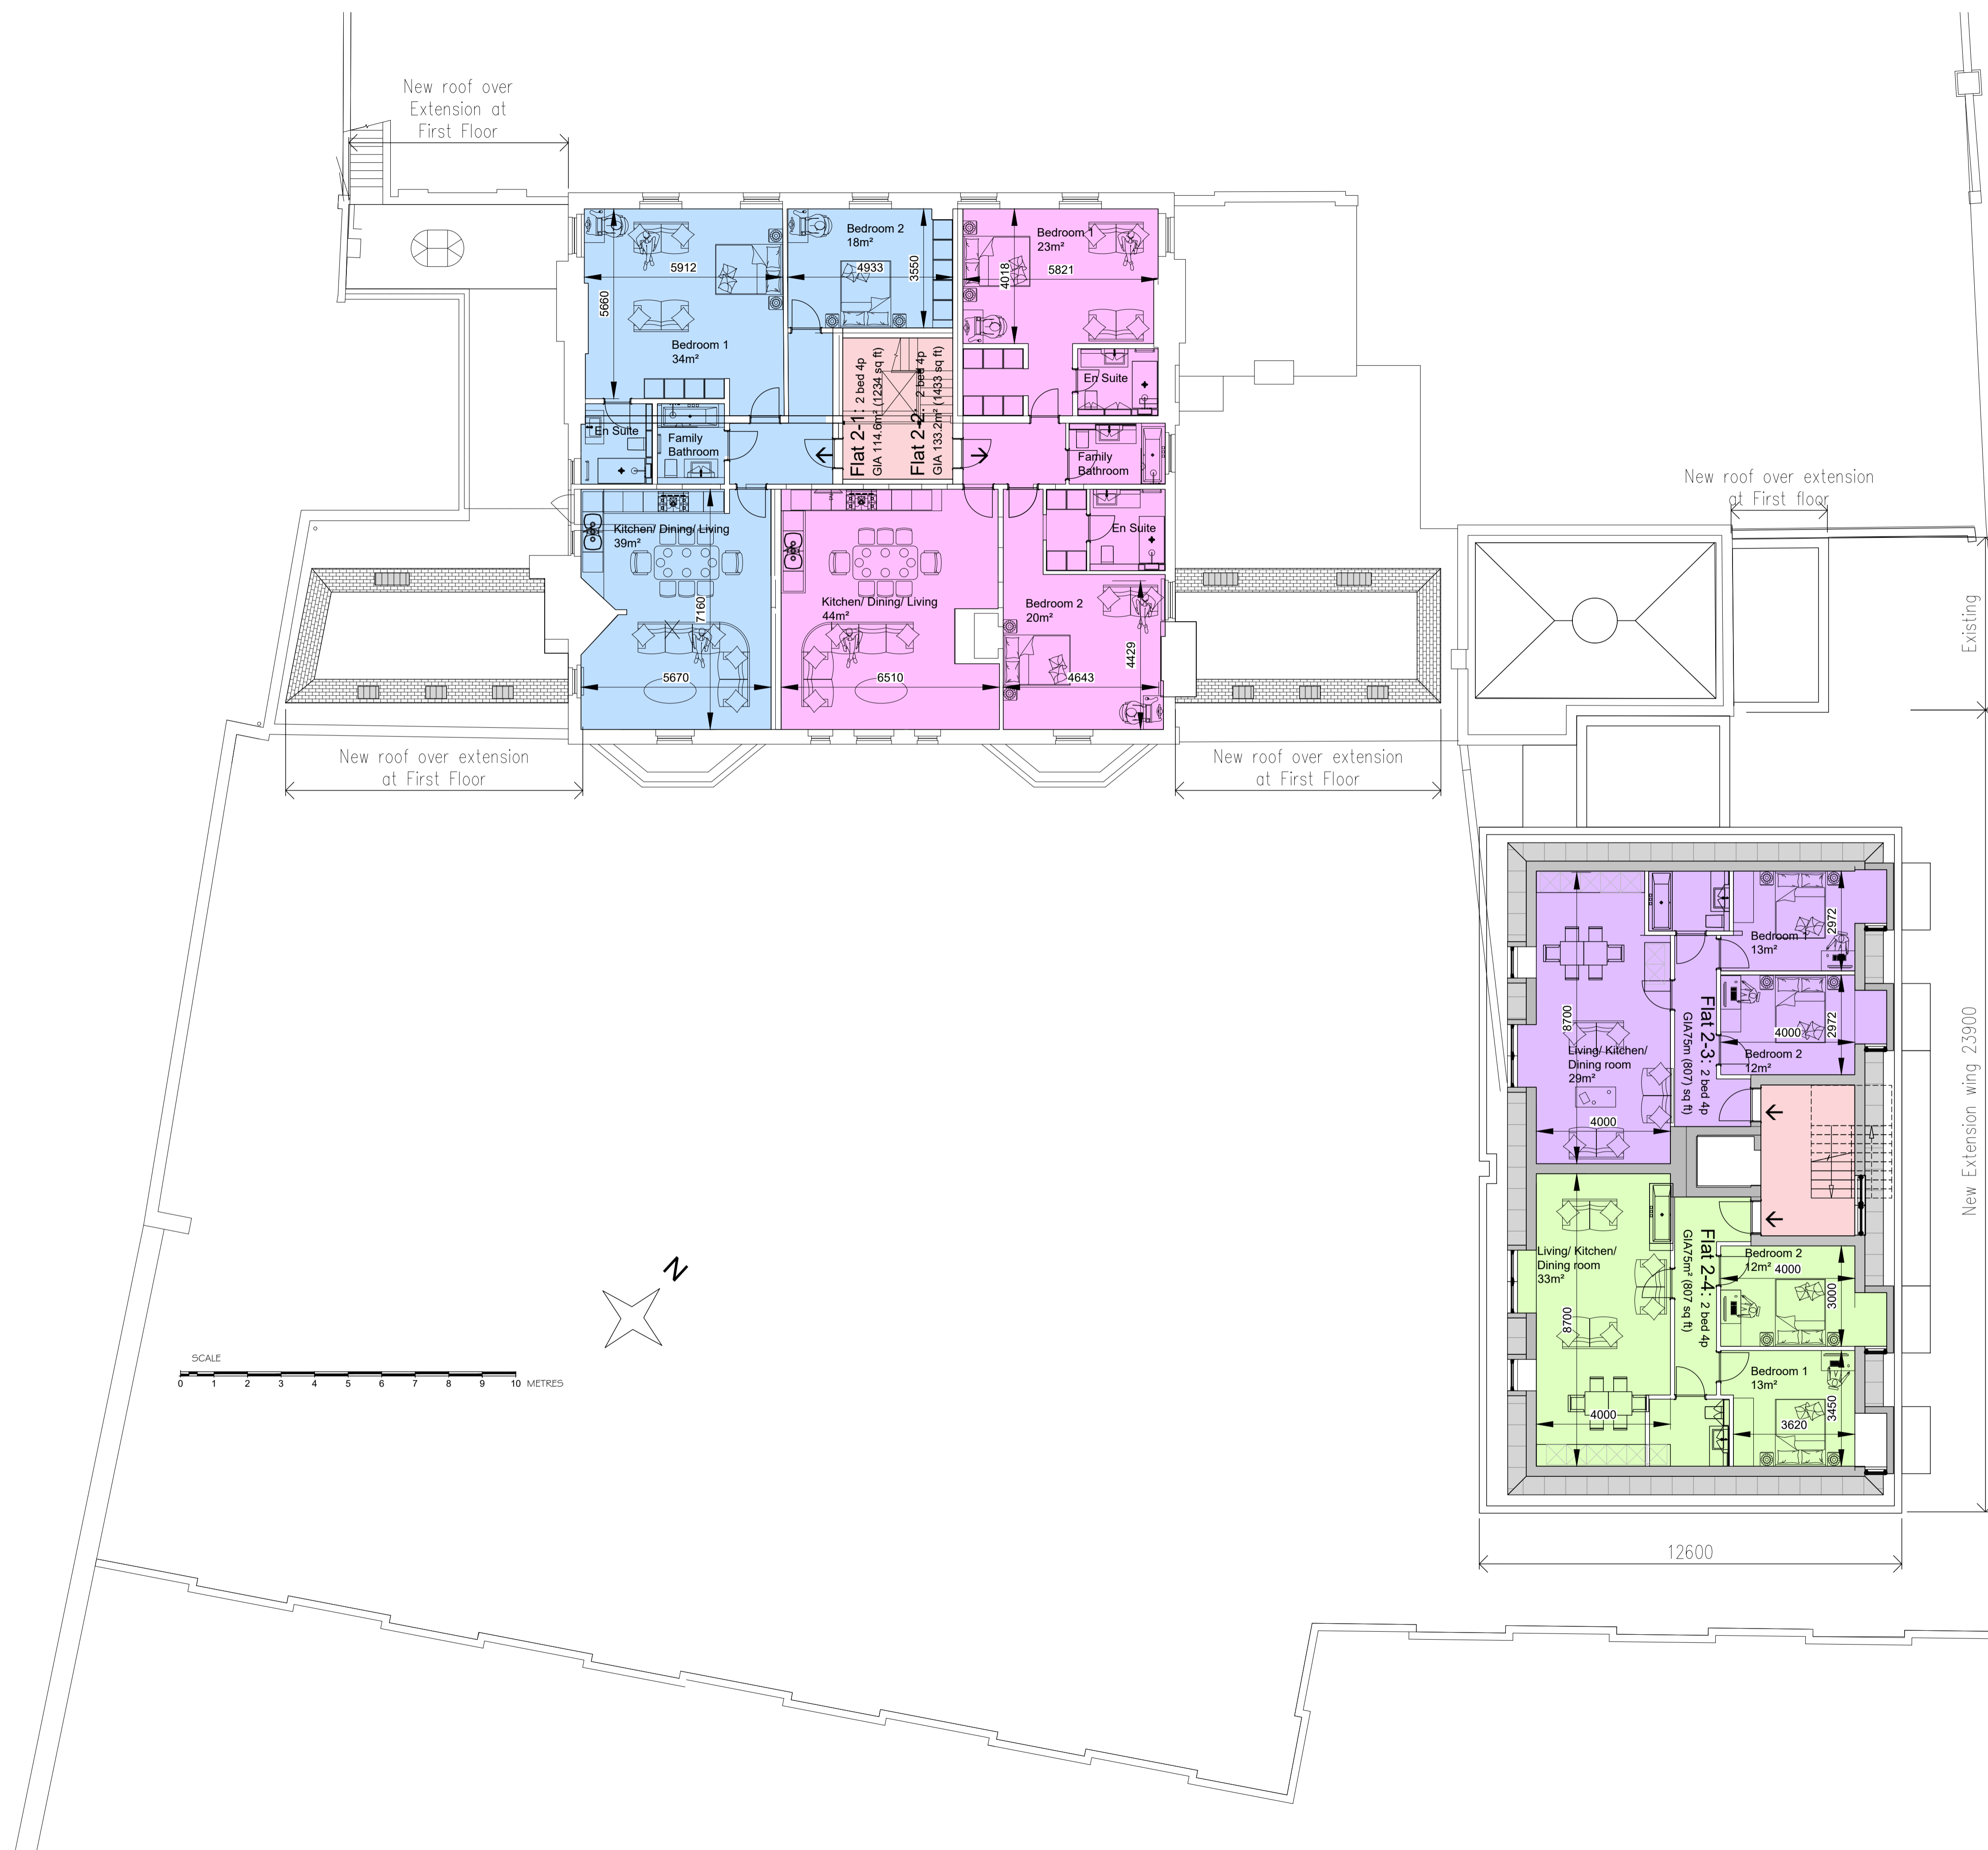 New roof over
Extension at
First Floor
Bedroom 2
18m²
4933
3550
5912
5660
Bedroom 1
34m²
Bedroom 1
23m²
5821
4018
En Suite
Flat 2-1: 2 bed 4p
GIA 114.6m² (1234 sq ft)
Flat 2-2: 2 bed 4p
GIA 133.2m² (1433 sq ft)
En Suite
Family
Bathroom
Family
Bathroom
Kitchen/ Dining/ Living
39m²
7160
5670
Kitchen/ Dining/ Living
44m²
6510
En Suite
Bedroom 2
20m²
4429
4643
New roof over extension
at First floor
Existing
New roof over extension
at First Floor
New roof over extension
at First Floor
Bedroom 1
13m²
2972
8700
Living/ Kitchen/
Dining room
29m²
4000
Flat 2-3: 2 bed 4p
GIA75m (807) sq ft)
4000
2972
Bedroom 2
12m²
New Extension wing 23900
Living/ Kitchen/
Dining room
33m²
8700
4000
Flat 2-4: 2 bed 4p
GIA75m² (807 sq ft)
Bedroom 2
12m²
4000
3000
Bedroom 1
13m²
3450
3620
12600
N
SCALE
0 1 2 3 4 5 6 7 8 9 10 METRES